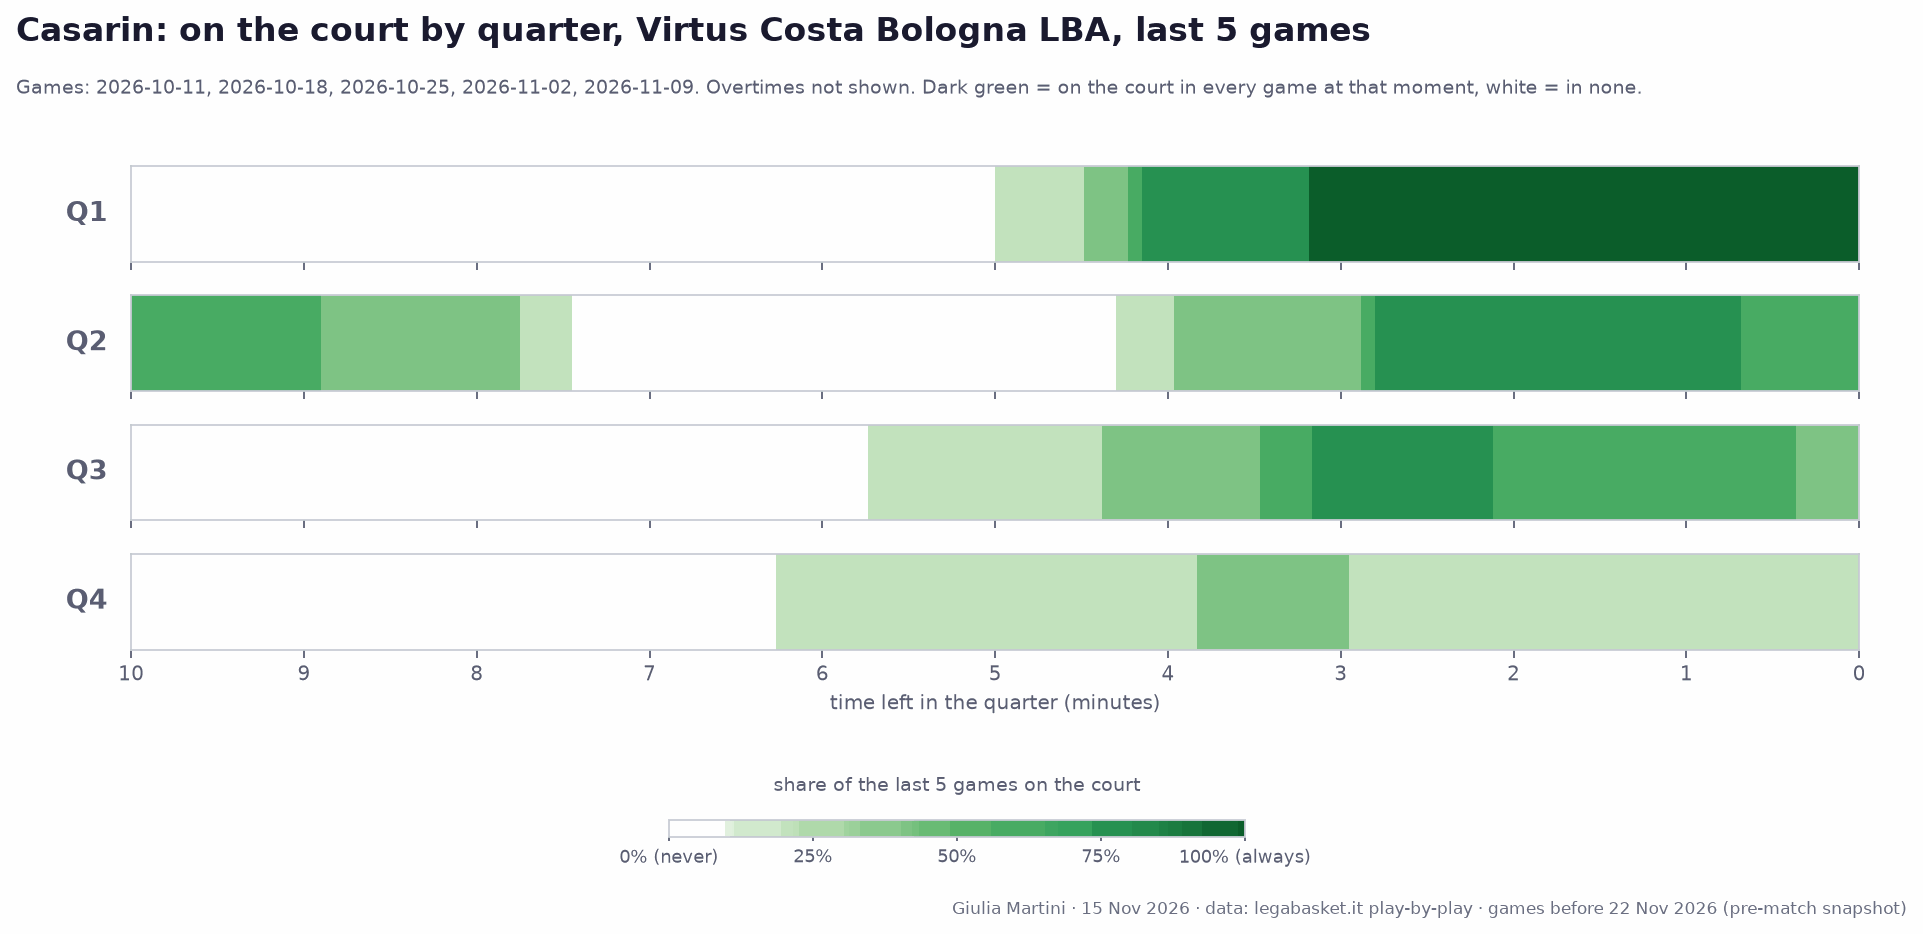 Casarin: on the court by quarter, Virtus Costa Bologna LBA, last 5 games
Games: 2026-10-11, 2026-10-18, 2026-10-25, 2026-11-02, 2026-11-09. Overtimes not shown. Dark green = on the court in every game at that moment, white = in none.
Q1
Q2
Q3
Q4
10 9 8 7 6 5 4 3 2 1 0
time left in the quarter (minutes)
share of the last 5 games on the court
0% (never) 25% 50% 75% 100% (always)
Giulia Martini · 15 Nov 2026 · data: legabasket.it play-by-play · games before 22 Nov 2026 (pre-match snapshot)